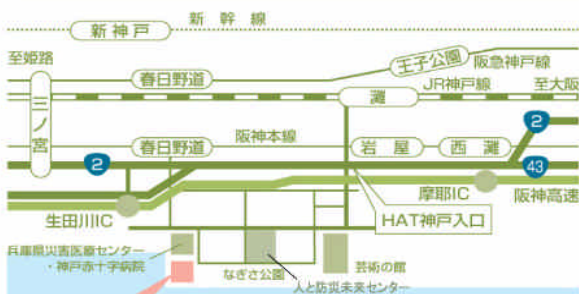 新幹線
新神戸
至姫路
王子公園
阪急神戸線
春日野道
JR神戸線
至大阪
灘
三ノ宮
2
阪神本線
春日野道
岩屋
西灘
2
43
摩耶IC
阪神高速
生田川IC
HAT神戸入口
兵庫県災害医療センター
・神戸赤十字病院
なぎさ公園
人と防災未来センター
芸術の館